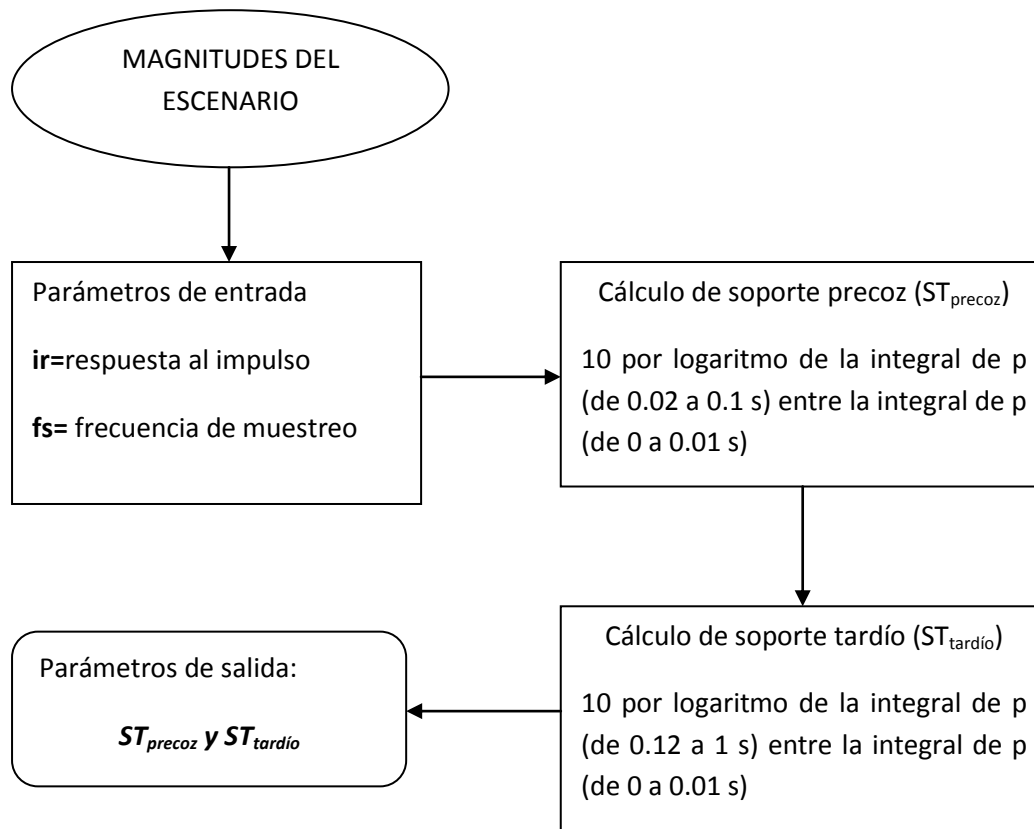 MAGNITUDES DEL
ESCENARIO
Parámetros de entrada
ir=respuesta al impulso
fs= frecuencia de muestreo
Cálculo de soporte precoz (STprecoz)
10 por logaritmo de la integral de p
(de 0.02 a 0.1 s) entre la integral de p
(de 0 a 0.01 s)
Cálculo de soporte tardío (STtardío)
10 por logaritmo de la integral de p
(de 0.12 a 1 s) entre la integral de p
(de 0 a 0.01 s)
Parámetros de salida:
STprecoz y STtardío